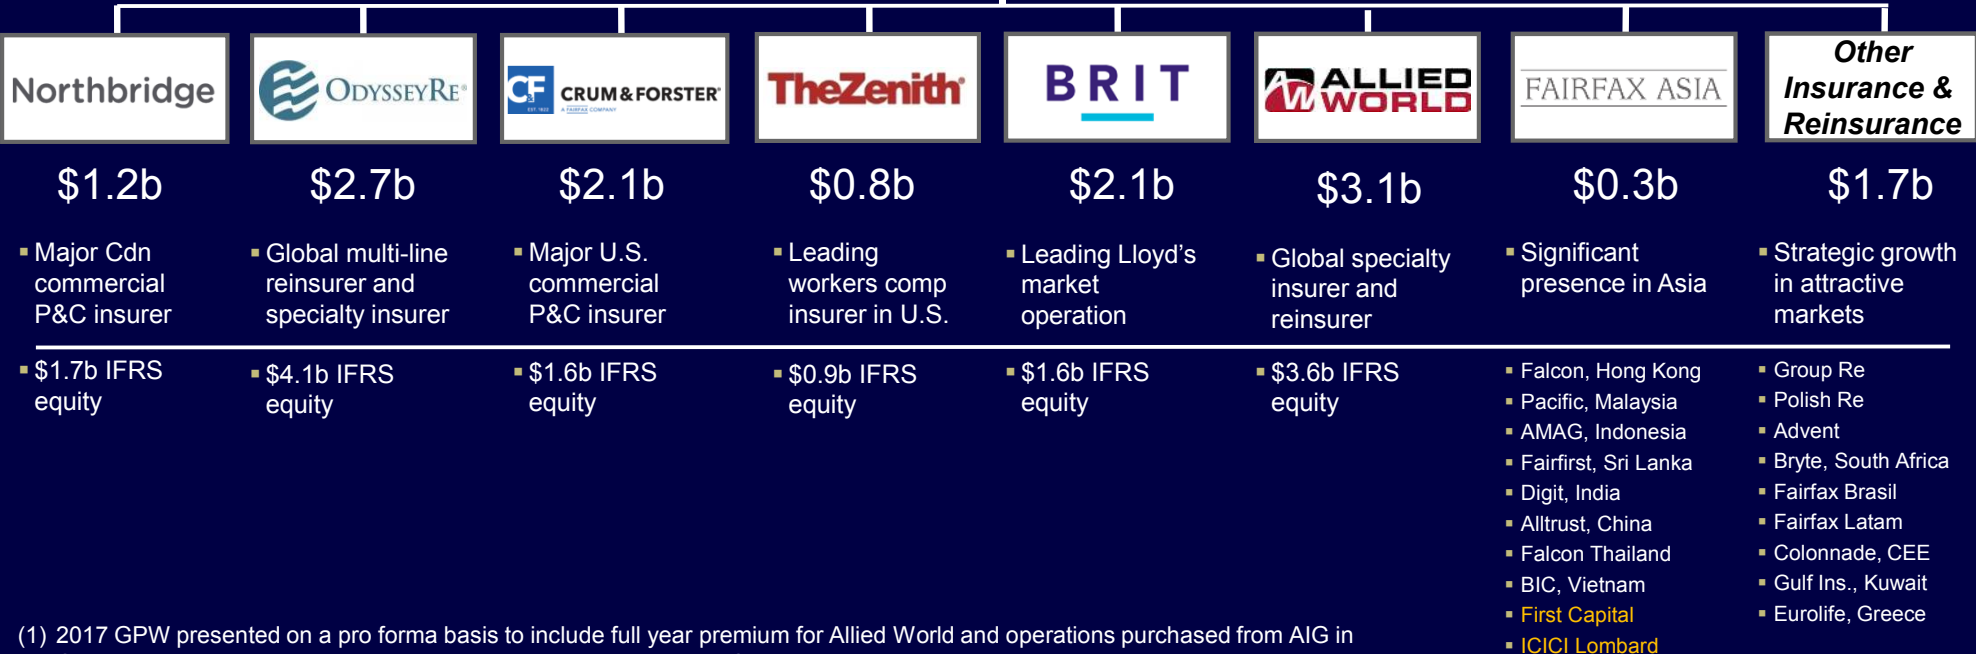 Northbridge
ODYSSEYRE®
C&F
EST. 1822
CRUM&FORSTER®
A FAIRFAX COMPANY
TheZenith®
BRIT
AW ALLIED
WORLD
FAIRFAX ASIA
Other
Insurance &
Reinsurance
$1.2b
$2.7b
$2.1b
$0.8b
$2.1b
$3.1b
$0.3b
$1.7b
▪ Major Cdn
commercial
P&C insurer
▪ Global multi-line
reinsurer and
specialty insurer
▪ Major U.S.
commercial
P&C insurer
▪ Leading
workers comp
insurer in U.S.
▪ Leading Lloyd’s
market
operation
▪ Global specialty
insurer and
reinsurer
▪ Significant
presence in Asia
▪ Strategic growth
in attractive
markets
▪ $1.7b IFRS
equity
▪ $4.1b IFRS
equity
▪ $1.6b IFRS
equity
▪ $0.9b IFRS
equity
▪ $1.6b IFRS
equity
▪ $3.6b IFRS
equity
▪ Falcon, Hong Kong
▪ Pacific, Malaysia
▪ AMAG, Indonesia
▪ Fairfirst, Sri Lanka
▪ Digit, India
▪ Alltrust, China
▪ Falcon Thailand
▪ BIC, Vietnam
▪ First Capital
▪ ICICI Lombard
▪ Group Re
▪ Polish Re
▪ Advent
▪ Bryte, South Africa
▪ Fairfax Brasil
▪ Fairfax Latam
▪ Colonnade, CEE
▪ Gulf Ins., Kuwait
▪ Eurolife, Greece
(1) 2017 GPW presented on a pro forma basis to include full year premium for Allied World and operations purchased from AIG in